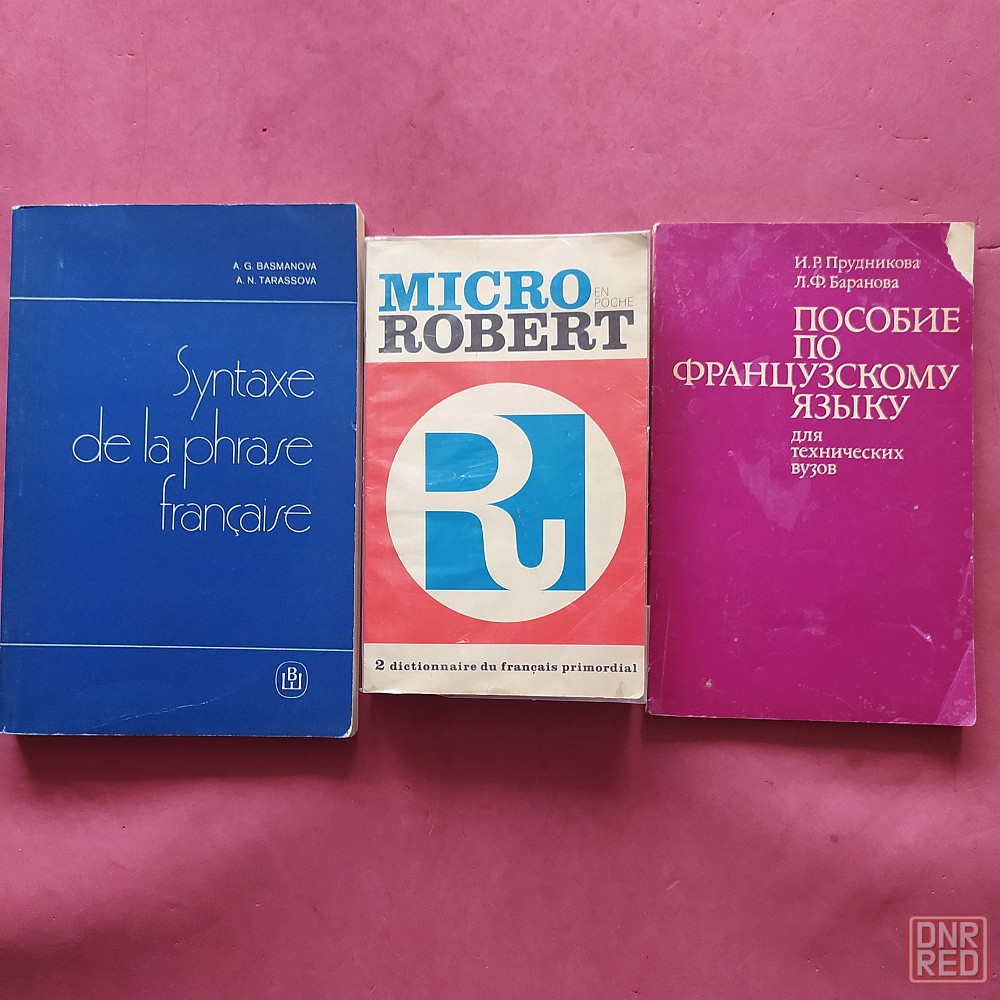 A. G. BASMANOVA
A. N. TARASSOVA
Syntaxe
de la phrase
française
ВШ
MICRO
EN
POCHE
ROBERT
R
2 dictionnaire du français primordial
И.Р. Прудникова
Л.Ф. Баранова
ПОСОБИЕ
ПО
ФРАНЦУЗСКОМУ
ЯЗЫКУ
для
технических
вузов
DNR
RED